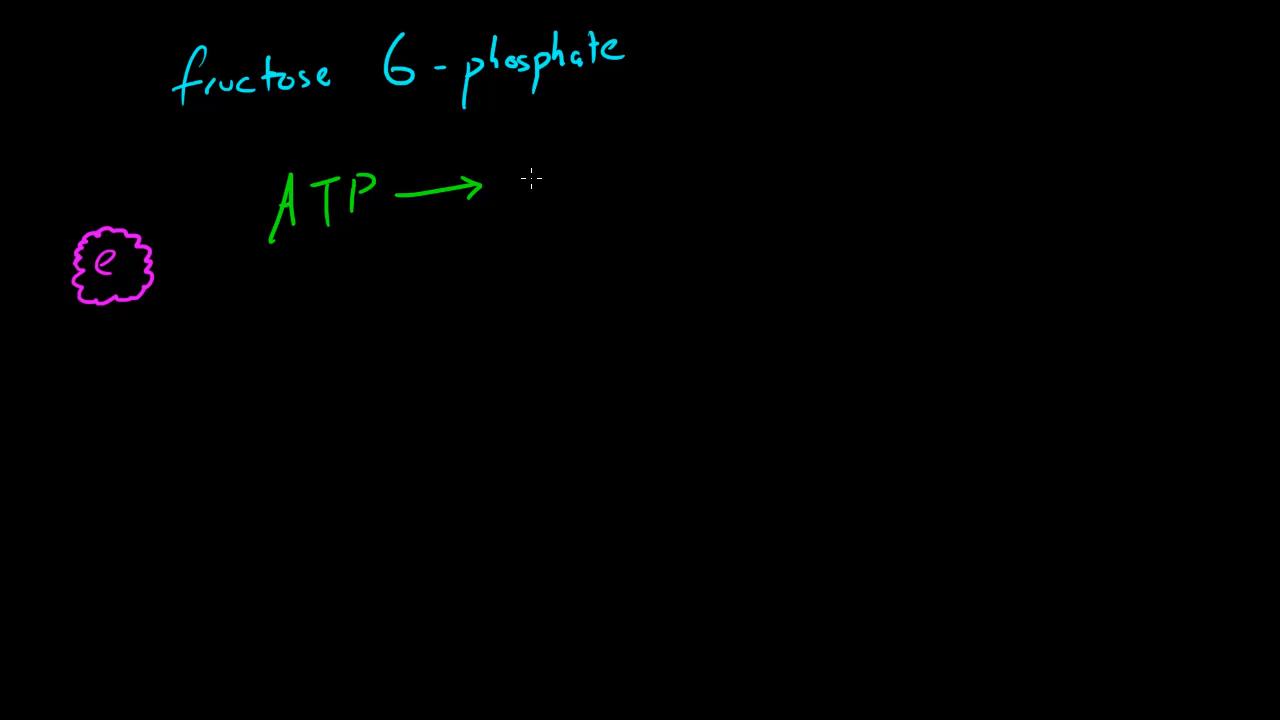 fructose 6-phosphate
ATP →
e